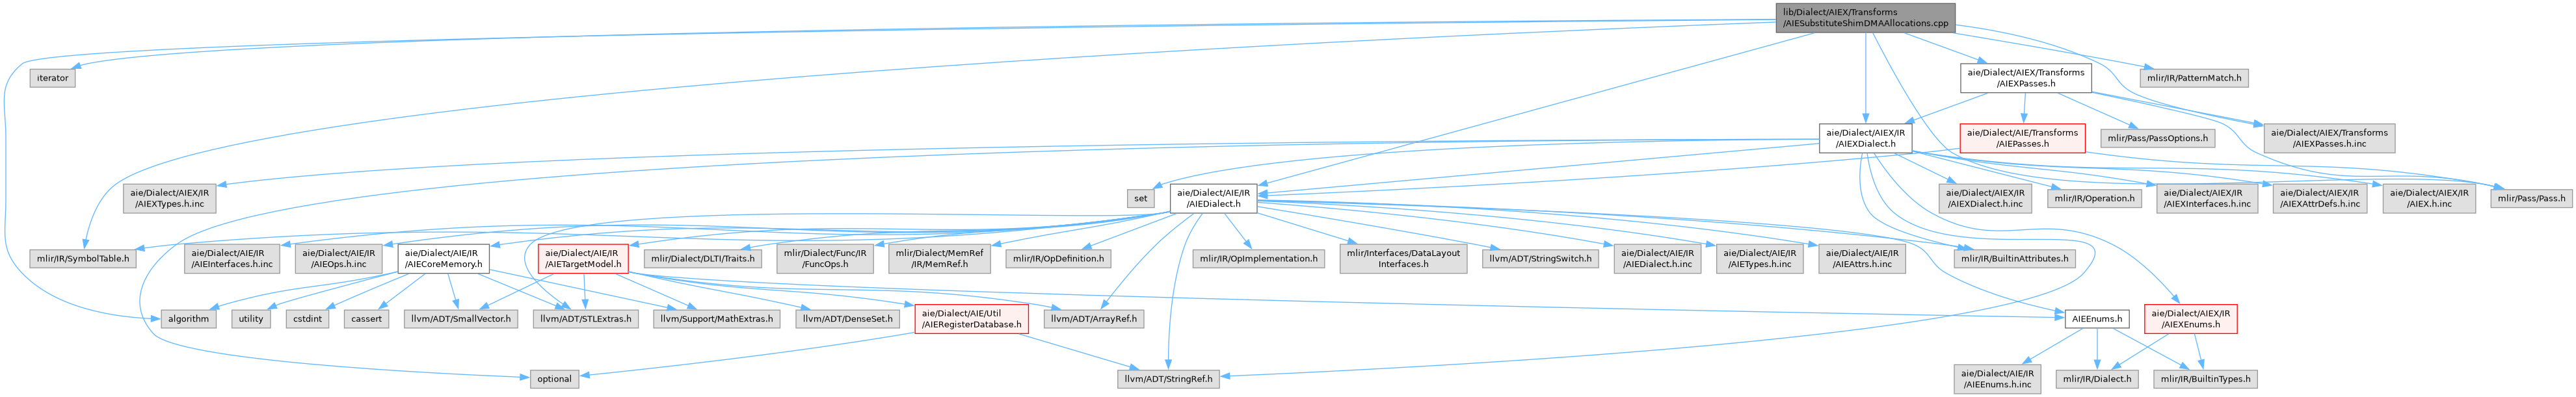 lib/Dialect/AIEX/Transforms
/AIESubstituteShimDMAAllocations.cpp
iterator
aie/Dialect/AIEX/Transforms
/AIEXPasses.h
mlir/IR/PatternMatch.h
aie/Dialect/AIEX/IR
/AIEXDialect.h
aie/Dialect/AIE/Transforms
/AIEPasses.h
mlir/Pass/PassOptions.h
aie/Dialect/AIEX/Transforms
/AIEXPasses.h.inc
aie/Dialect/AIEX/IR
/AIEXTypes.h.inc
set
aie/Dialect/AIE/IR
/AIEDialect.h
aie/Dialect/AIEX/IR
/AIEXDialect.h.inc
mlir/IR/Operation.h
aie/Dialect/AIEX/IR
/AIEXInterfaces.h.inc
aie/Dialect/AIEX/IR
/AIEXAttrDefs.h.inc
aie/Dialect/AIEX/IR
/AIEX.h.inc
mlir/Pass/Pass.h
mlir/IR/SymbolTable.h
aie/Dialect/AIE/IR
/AIEInterfaces.h.inc
aie/Dialect/AIE/IR
/AIEOps.h.inc
aie/Dialect/AIE/IR
/AIECoreMemory.h
aie/Dialect/AIE/IR
/AIETargetModel.h
mlir/Dialect/DLTI/Traits.h
mlir/Dialect/Func/IR
/FuncOps.h
mlir/Dialect/MemRef
/IR/MemRef.h
mlir/IR/OpDefinition.h
mlir/IR/OpImplementation.h
mlir/Interfaces/DataLayout
Interfaces.h
llvm/ADT/StringSwitch.h
aie/Dialect/AIE/IR
/AIEDialect.h.inc
aie/Dialect/AIE/IR
/AIETypes.h.inc
aie/Dialect/AIE/IR
/AIEAttrs.h.inc
mlir/IR/BuiltinAttributes.h
algorithm
utility
cstdint
cassert
llvm/ADT/SmallVector.h
llvm/ADT/STLExtras.h
llvm/Support/MathExtras.h
llvm/ADT/DenseSet.h
aie/Dialect/AIE/Util
/AIERegisterDatabase.h
llvm/ADT/ArrayRef.h
AIEEnums.h
aie/Dialect/AIEX/IR
/AIEXEnums.h
optional
llvm/ADT/StringRef.h
aie/Dialect/AIE/IR
/AIEEnums.h.inc
mlir/IR/Dialect.h
mlir/IR/BuiltinTypes.h